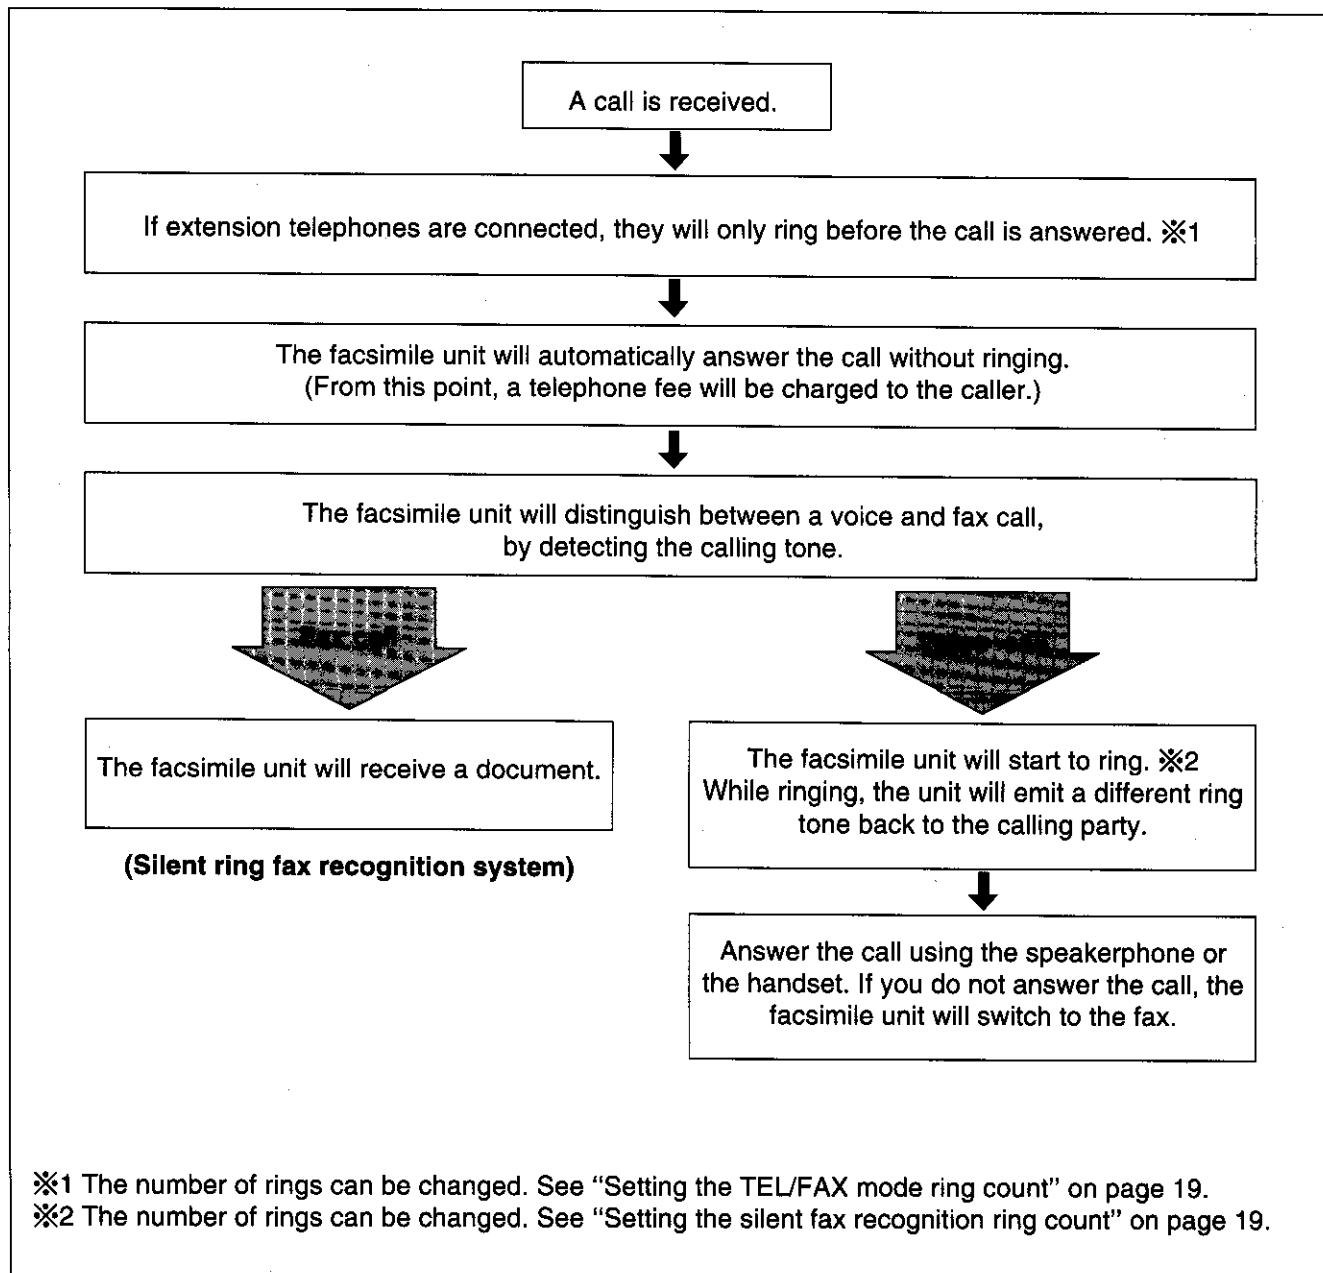 A call is received.
If extension telephones are connected, they will only ring before the call is answered. ※1
The facsimile unit will automatically answer the call without ringing.
(From this point, a telephone fee will be charged to the caller.)
The facsimile unit will distinguish between a voice and fax call,
by detecting the calling tone.
The facsimile unit will receive a document.
(Silent ring fax recognition system)
The facsimile unit will start to ring. ※2
While ringing, the unit will emit a different ring
tone back to the calling party.
Answer the call using the speakerphone or
the handset. If you do not answer the call, the
facsimile unit will switch to the fax.
※1 The number of rings can be changed. See “Setting the TEL/FAX mode ring count” on page 19.
※2 The number of rings can be changed. See “Setting the silent fax recognition ring count” on page 19.